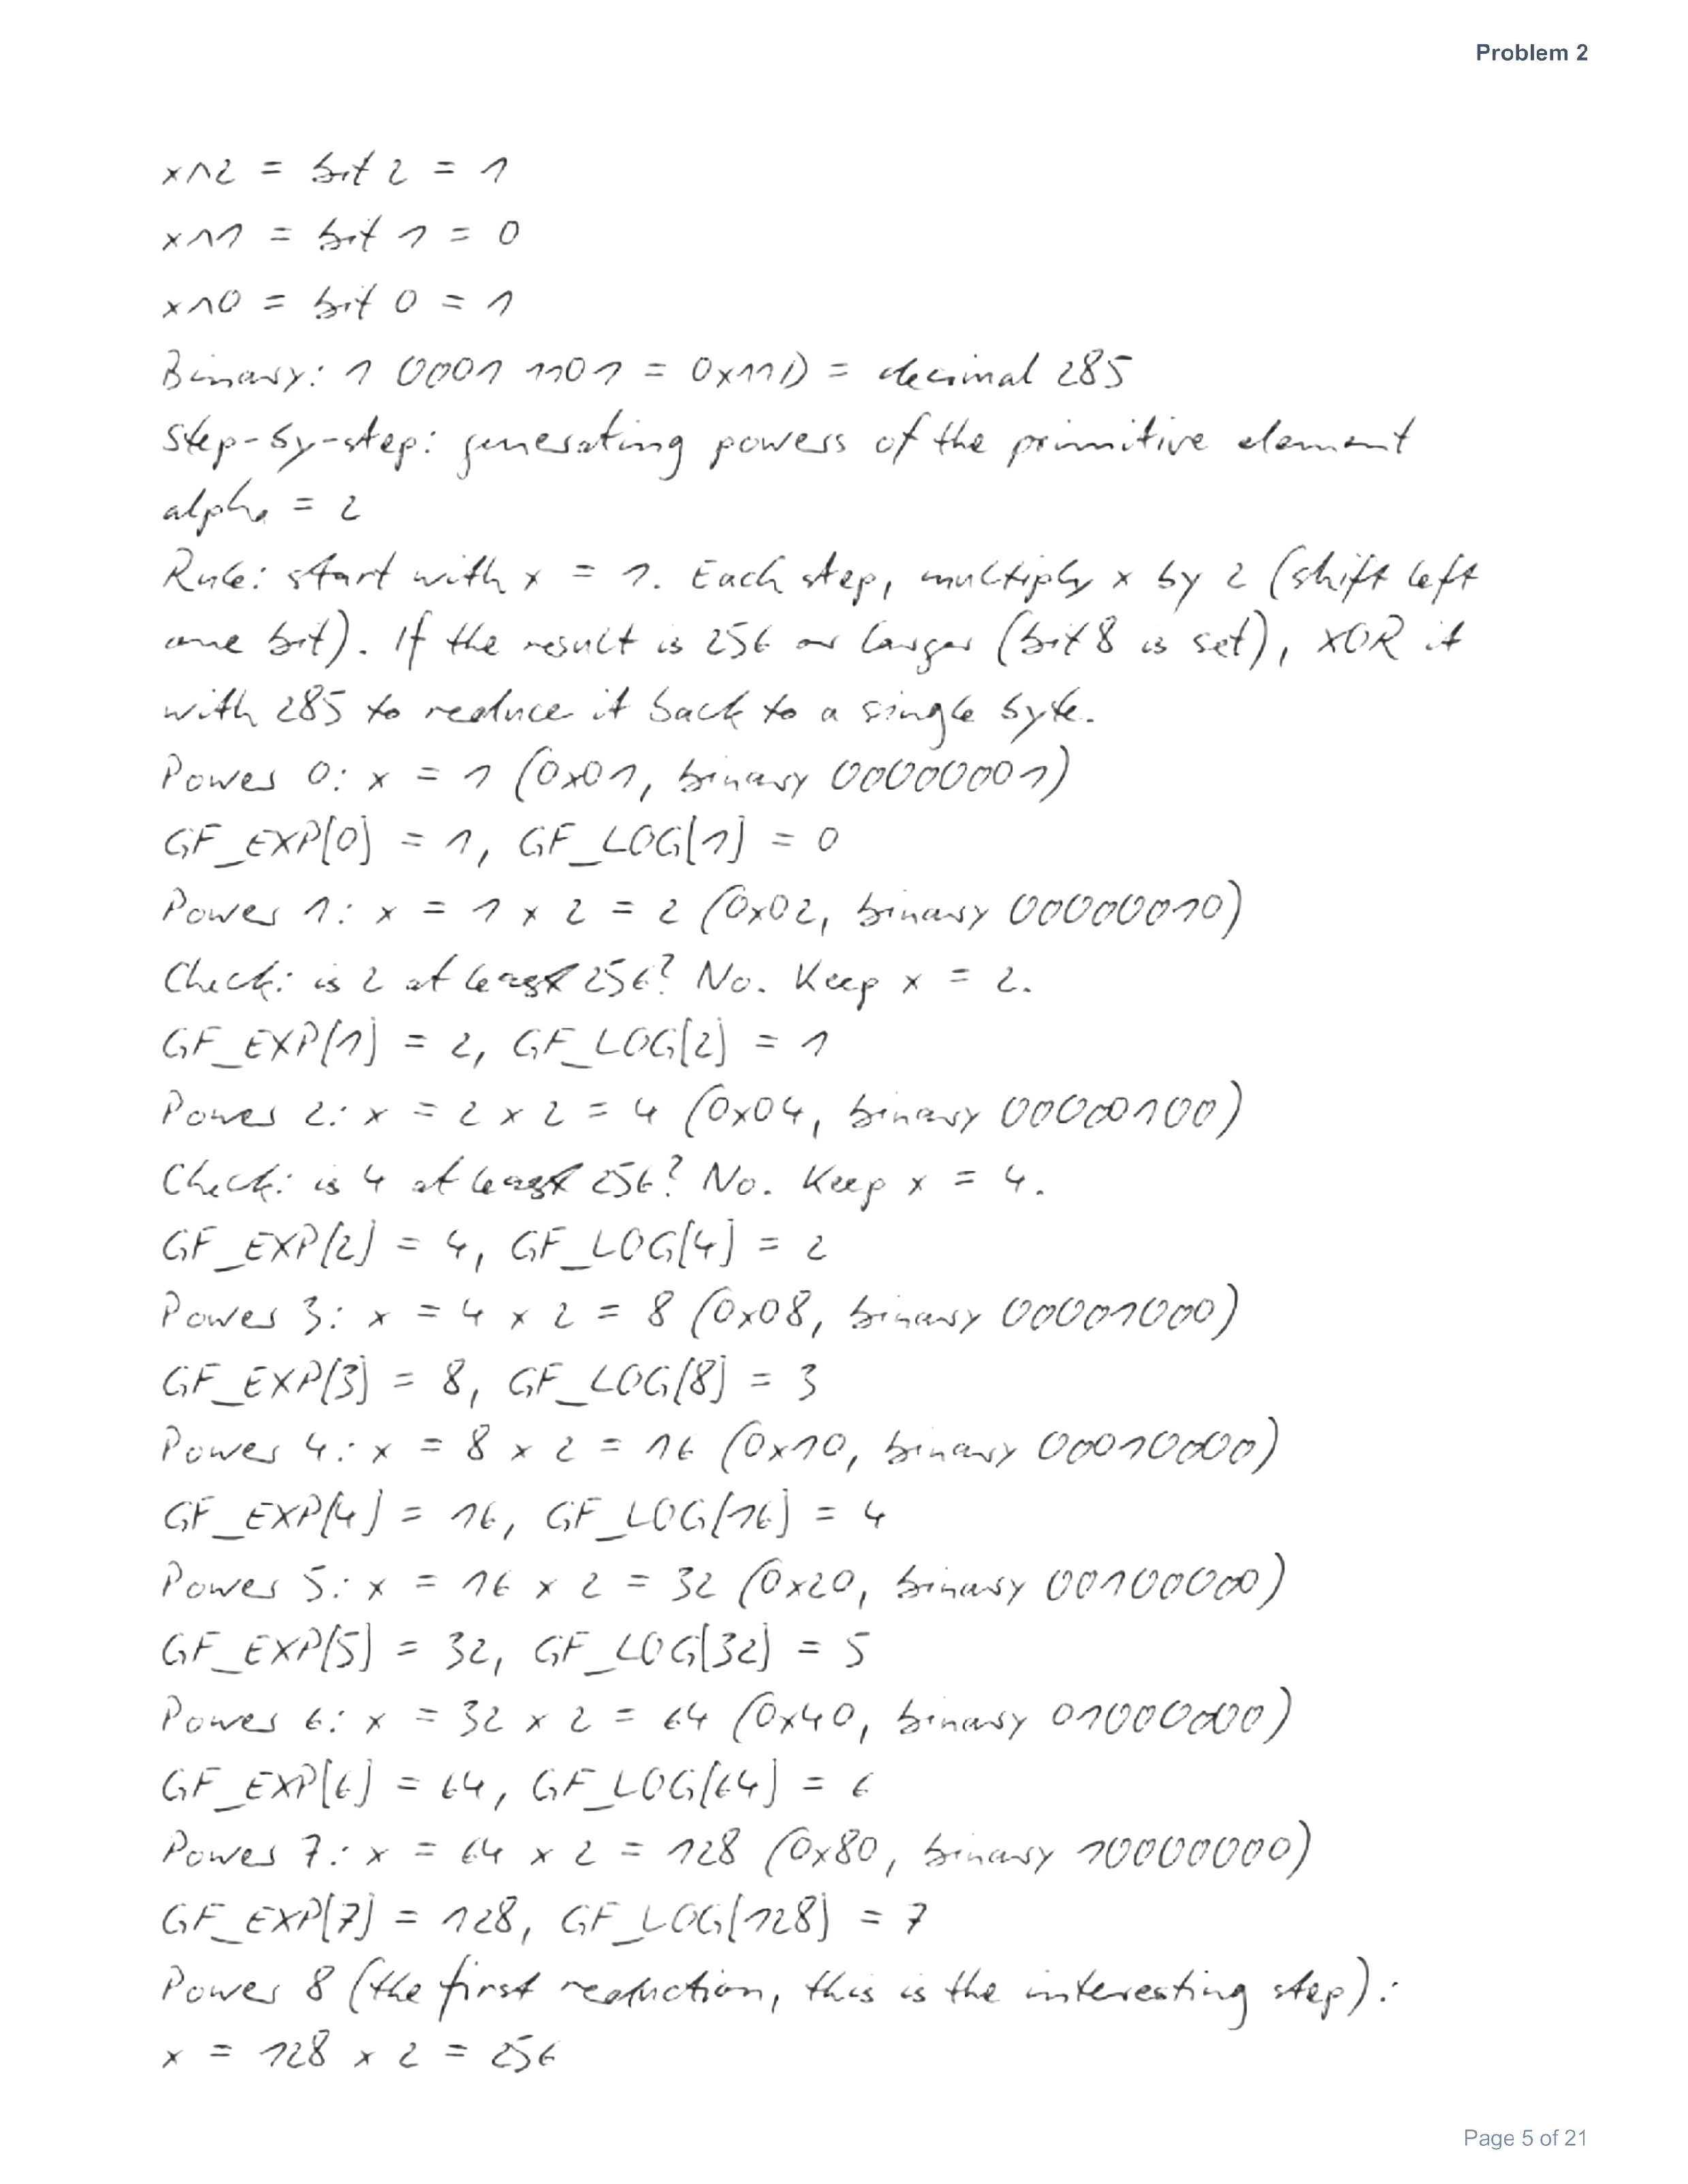 Problem 2
x^2 = bit 2 = 1
x^1 = bit 1 = 0
x^0 = bit 0 = 1
Binary: 1 0001 1101 = 0x11D = decimal 285
Step-by-step: generating powers of the primitive element
alpha = 2
Rule: start with x = 1. Each step, multiply x by 2 (shift left
one bit). If the result is 256 or larger (bit 8 is set), XOR it
with 285 to reduce it back to a single byte.
Power 0: x = 1 (0x01, binary 00000001)
GF_EXP[0] = 1, GF_LOG[1] = 0
Power 1: x = 1 x 2 = 2 (0x02, binary 00000010)
Check: is 2 at least 256? No. Keep x = 2.
GF_EXP[1] = 2, GF_LOG[2] = 1
Power 2: x = 2 x 2 = 4 (0x04, binary 00000100)
Check: is 4 at least 256? No. Keep x = 4.
GF_EXP[2] = 4, GF_LOG[4] = 2
Power 3: x = 4 x 2 = 8 (0x08, binary 00001000)
GF_EXP[3] = 8, GF_LOG[8] = 3
Power 4: x = 8 x 2 = 16 (0x10, binary 00010000)
GF_EXP[4] = 16, GF_LOG[16] = 4
Power 5: x = 16 x 2 = 32 (0x20, binary 00100000)
GF_EXP[5] = 32, GF_LOG[32] = 5
Power 6: x = 32 x 2 = 64 (0x40, binary 01000000)
GF_EXP[6] = 64, GF_LOG[64] = 6
Power 7: x = 64 x 2 = 128 (0x80, binary 10000000)
GF_EXP[7] = 128, GF_LOG[128] = 7
Power 8 (the first reduction, this is the interesting step):
x = 128 x 2 = 256
Page 5 of 21